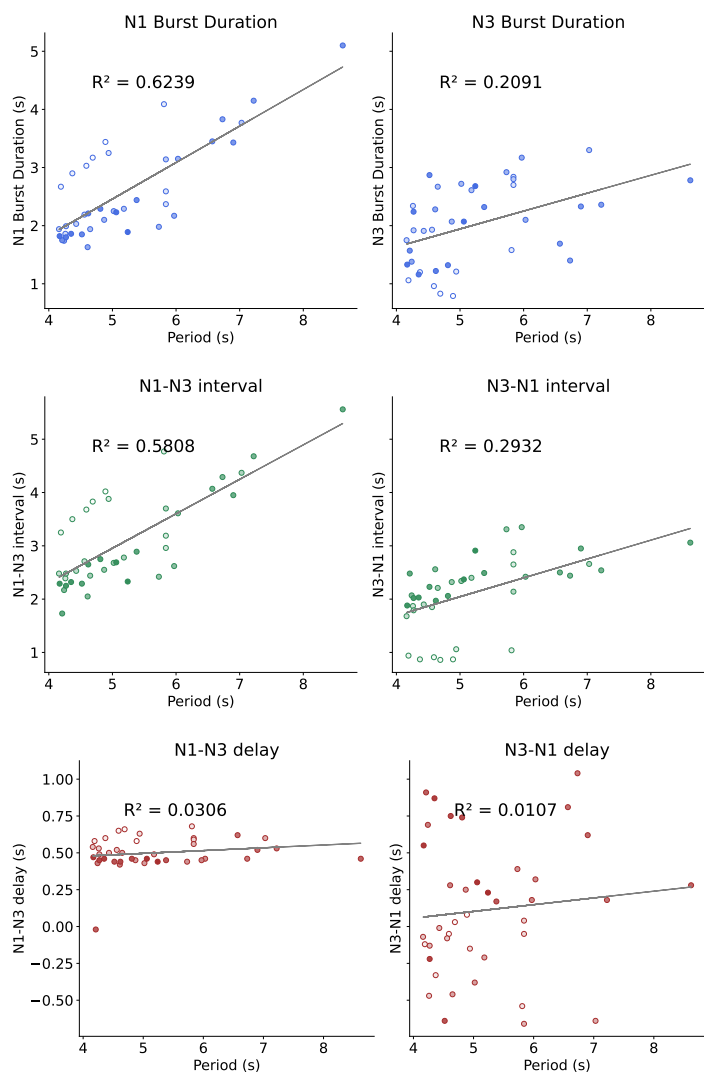 N1 Burst Duration
N3 Burst Duration
R² = 0.6239
R² = 0.2091
N1 Burst Duration (s)
N3 Burst Duration (s)
5
4
3
2
1
4 5 6 7 8
4 5 6 7 8
Period (s)
Period (s)
N1-N3 interval
N3-N1 interval
R² = 0.5808
R² = 0.2932
N1-N3 interval (s)
N3-N1 interval (s)
5
4
3
2
1
4 5 6 7 8
4 5 6 7 8
Period (s)
Period (s)
N1-N3 delay
N3-N1 delay
R² = 0.0306
R² = 0.0107
N1-N3 delay (s)
N3-N1 delay (s)
1.00
0.75
0.50
0.25
0.00
−0.25
−0.50
4 5 6 7 8
4 5 6 7 8
Period (s)
Period (s)